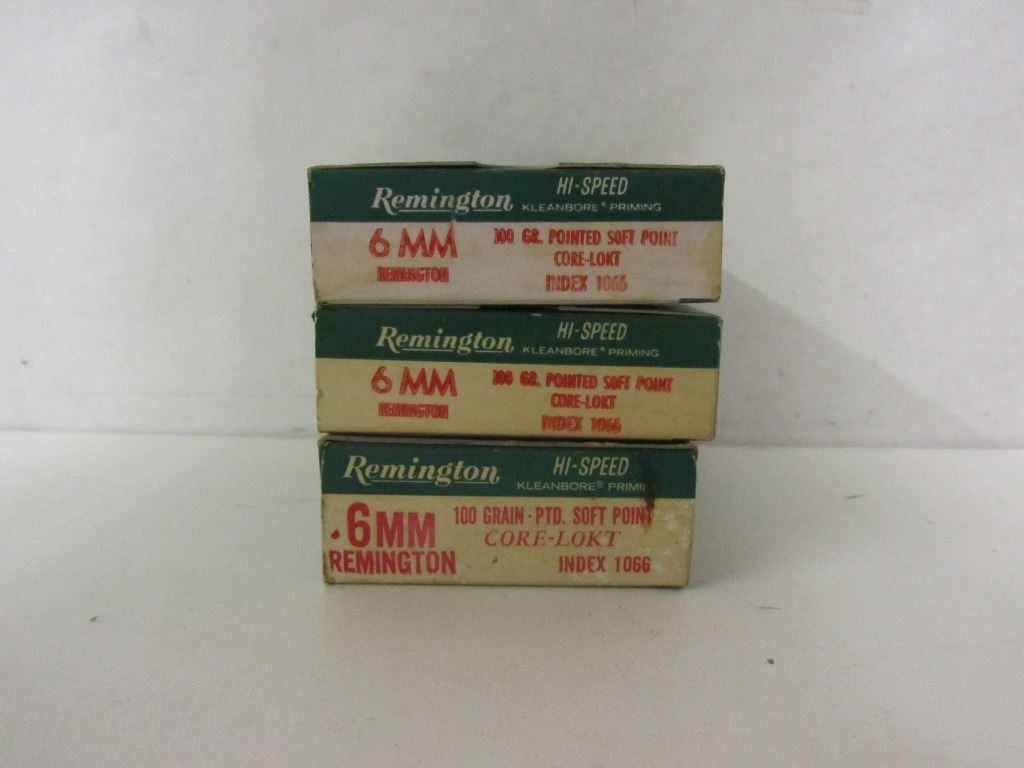 Remington HI-SPEED
KLEANBORE® PRIMING
6 MM 100 GR. POINTED SOFT POINT
REMINGTON CORE-LOKT
INDEX 1066
Remington HI-SPEED
KLEANBORE® PRIMING
6 MM 100 GR. POINTED SOFT POINT
REMINGTON CORE-LOKT
INDEX 1066
Remington HI-SPEED
KLEANBORE® PRIMING
6MM 100 GRAIN · PTD. SOFT POINT
CORE-LOKT
REMINGTON INDEX 1066